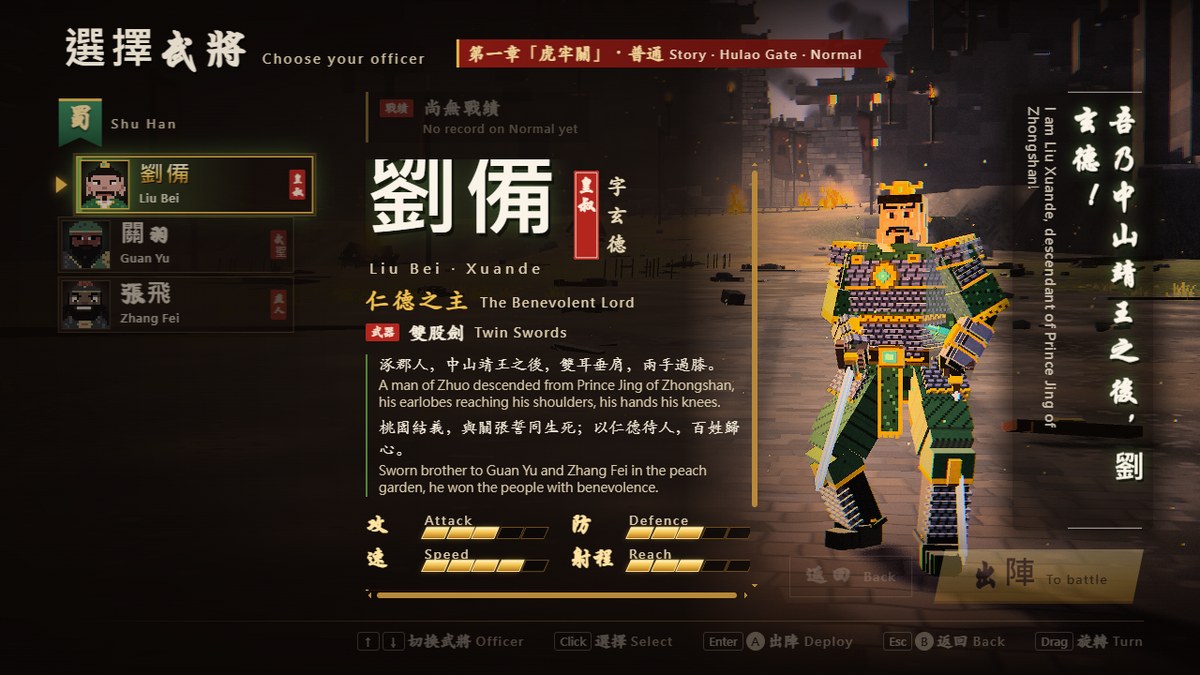 選擇武將 Choose your officer
第一章「虎牢關」·普通 Story · Hulao Gate · Normal
蜀 Shu Han
劉備
Liu Bei
皇叔
關羽
Guan Yu
武聖
張飛
Zhang Fei
戰績 尚無戰績
No record on Normal yet
劉備 皇叔 字玄德
Liu Bei · Xuande
仁德之主 The Benevolent Lord
武器 雙股劍 Twin Swords
涿郡人，中山靖王之後，雙耳垂肩，兩手過膝。
A man of Zhuo descended from Prince Jing of Zhongshan,
his earlobes reaching his shoulders, his hands his knees.
桃園結義，與關張誓同生死；以仁德待人，百姓歸
心。
Sworn brother to Guan Yu and Zhang Fei in the peach
garden, he won the people with benevolence.
攻 Attack 防 Defence
速 Speed 射程 Reach
吾乃中山靖王之後，劉
玄德！
I am Liu Xuande, descendant of Prince Jing of
Zhongshan!
返回 Back
出陣 To battle
↑ ↓ 切換武將 Officer Click 選擇 Select Enter A 出陣 Deploy Esc B 返回 Back Drag 旋轉 Turn